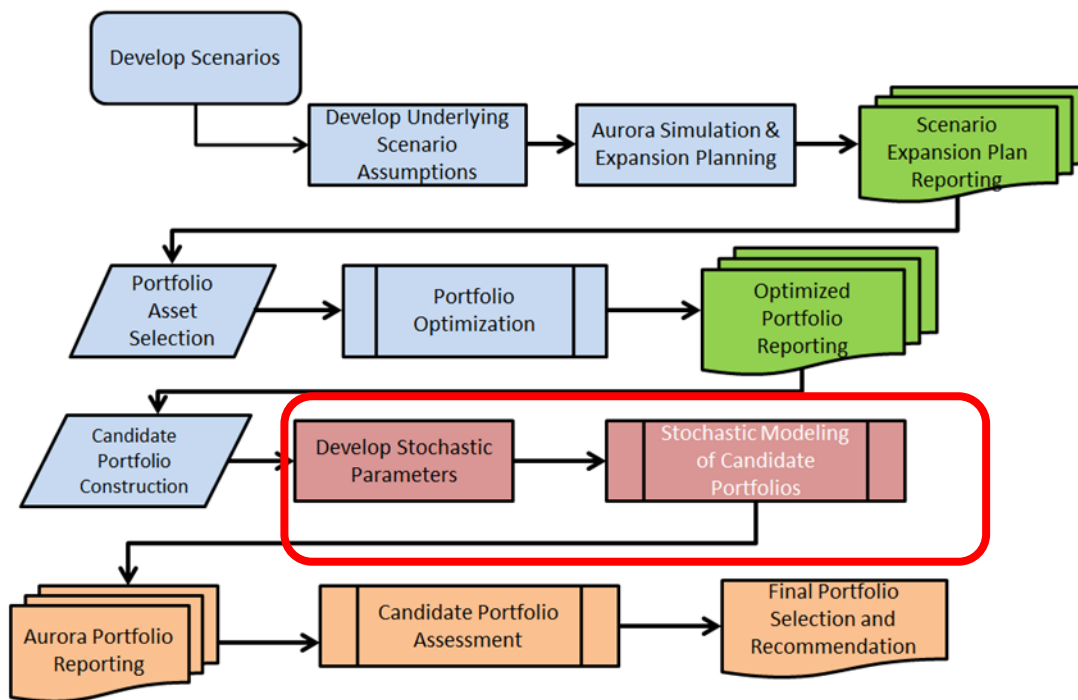 Develop Scenarios
Develop Underlying
Scenario
Assumptions
Aurora Simulation &
Expansion Planning
Scenario
Expansion Plan
Reporting
Portfolio
Asset
Selection
Portfolio
Optimization
Optimized
Portfolio
Reporting
Candidate
Portfolio
Construction
Develop Stochastic
Parameters
Stochastic Modeling
of Candidate
Portfolios
Aurora Portfolio
Reporting
Candidate Portfolio
Assessment
Final Portfolio
Selection and
Recommendation